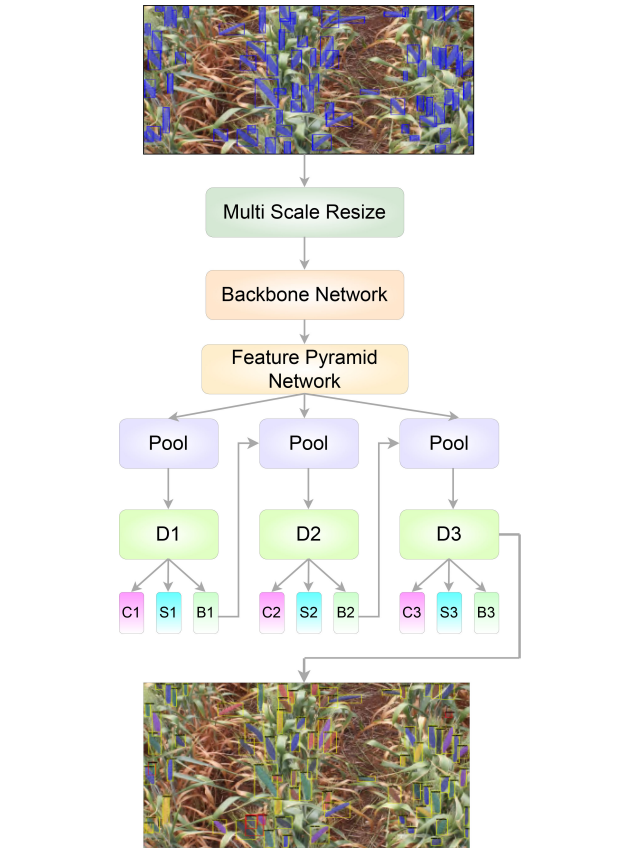 Multi Scale Resize
Backbone Network
Feature Pyramid
Network
Pool
Pool
Pool
D1
D2
D3
C1
S1
B1
C2
S2
B2
C3
S3
B3